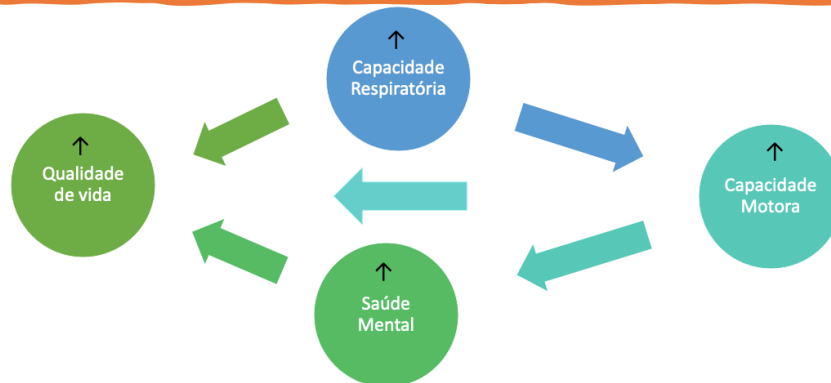 ↑
Capacidade
Respiratória
↑
Qualidade
de vida
↑
Capacidade
Motora
↑
Saúde
Mental